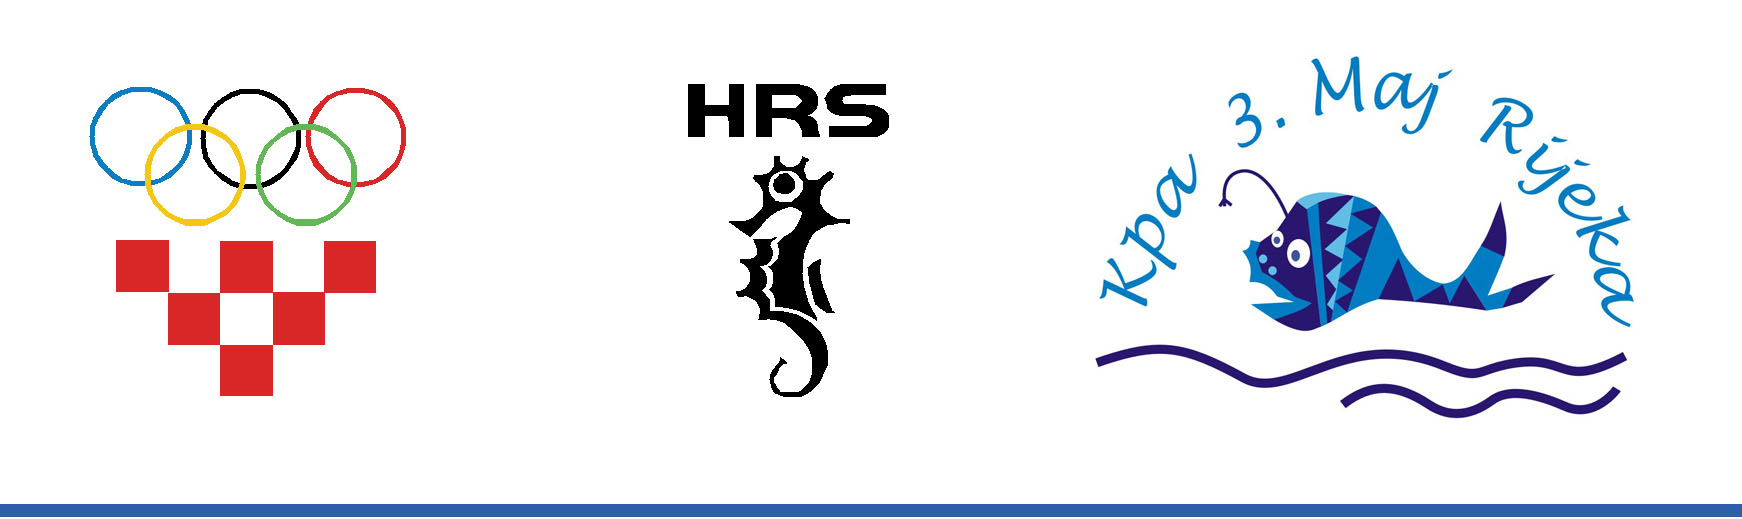 HRS
Kpa 3. Maj Rijeka